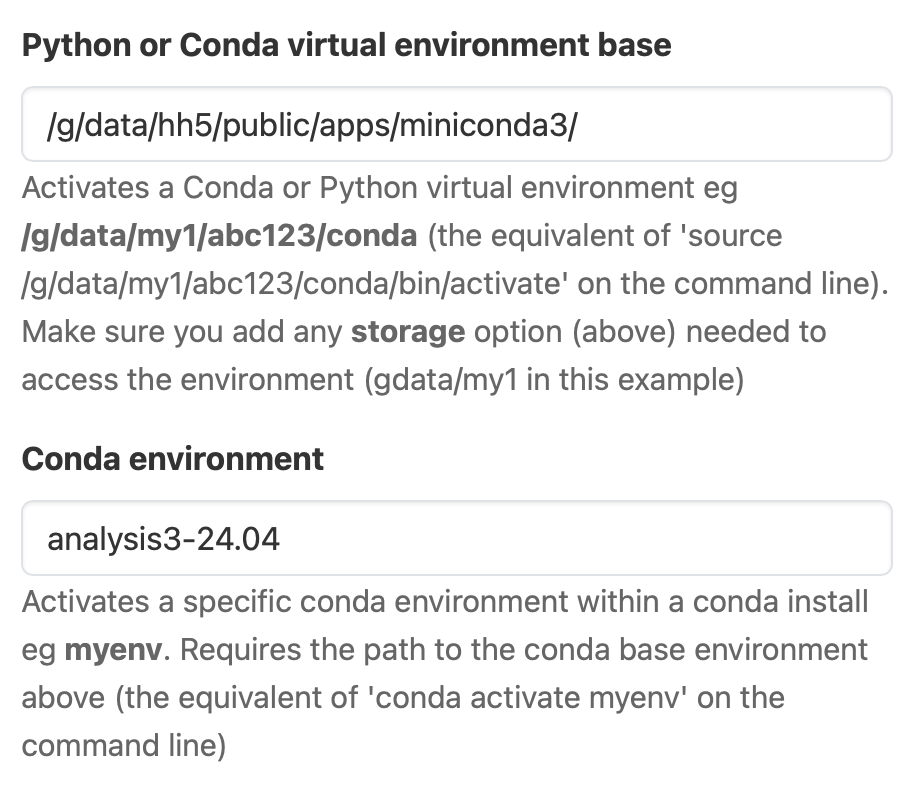 Python or Conda virtual environment base
/g/data/hh5/public/apps/miniconda3/
Activates a Conda or Python virtual environment eg
/g/data/my1/abc123/conda (the equivalent of 'source
/g/data/my1/abc123/conda/bin/activate' on the command line).
Make sure you add any storage option (above) needed to
access the environment (gdata/my1 in this example)
Conda environment
analysis3-24.04
Activates a specific conda environment within a conda install
eg myenv. Requires the path to the conda base environment
above (the equivalent of 'conda activate myenv' on the
command line)